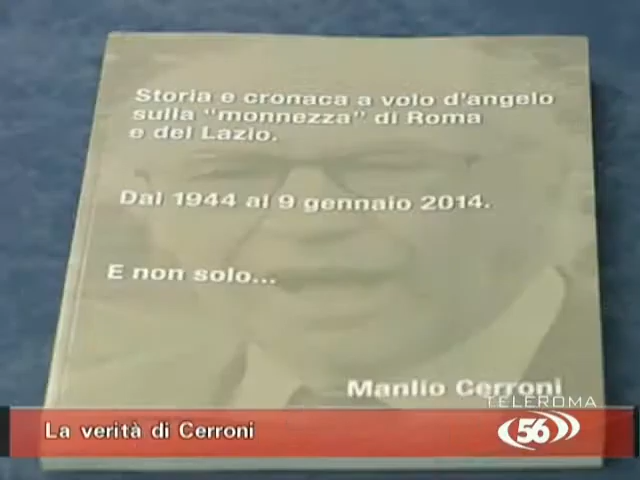 Storia e cronaca a volo d'angelo
sulla "monnezza" di Roma
e del Lazio.
Dal 1944 al 9 gennaio 2014.
E non solo...
Manlio Cerroni
TELEROMA
56
La verità di Cerroni